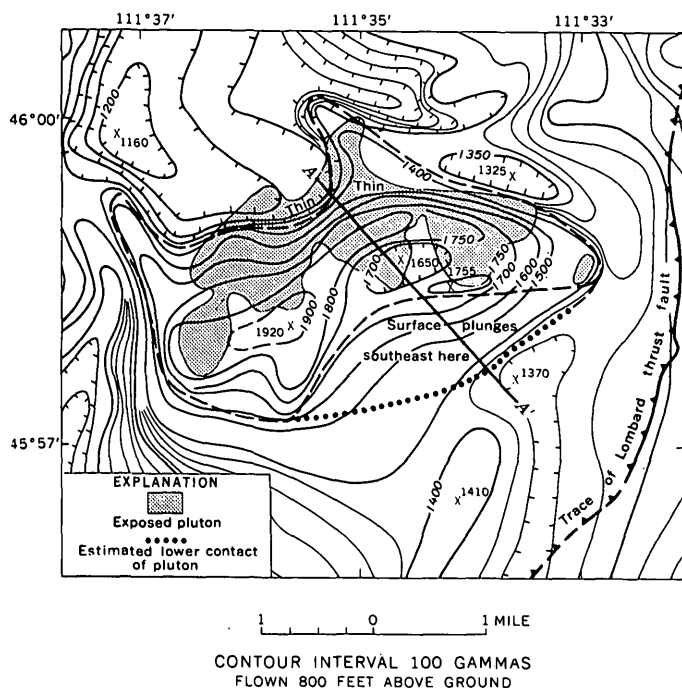 111°37' 111°35' 111°33'
46°00'
1200
X 1160
1400
1350
1325 X
A
Thin
Thin
1750
1700
X 1650
1755
X
750
1700
1600
1500
1800
1900
1920 X
Surface plunges
southeast here
X 1370
A'
45°57'
1400
X 1410
Trace of Lombard thrust fault
EXPLANATION
Exposed pluton
Estimated lower contact
of pluton
1 0 1 MILE
CONTOUR INTERVAL 100 GAMMAS
FLOWN 800 FEET ABOVE GROUND